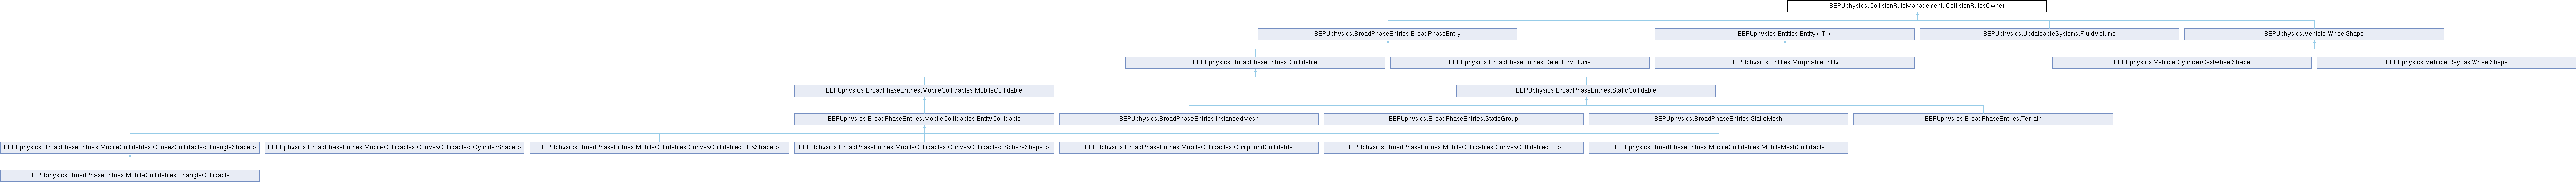 BEPUphysics.CollisionRuleManagement.ICollisionRulesOwner
BEPUphysics.BroadPhaseEntries.BroadPhaseEntry
BEPUphysics.Entities.Entity< T >
BEPUphysics.UpdateableSystems.FluidVolume
BEPUphysics.Vehicle.WheelShape
BEPUphysics.BroadPhaseEntries.Collidable
BEPUphysics.BroadPhaseEntries.DetectorVolume
BEPUphysics.Entities.MorphableEntity
BEPUphysics.Vehicle.CylinderCastWheelShape
BEPUphysics.Vehicle.RaycastWheelShape
BEPUphysics.BroadPhaseEntries.MobileCollidables.MobileCollidable
BEPUphysics.BroadPhaseEntries.StaticCollidable
BEPUphysics.BroadPhaseEntries.MobileCollidables.EntityCollidable
BEPUphysics.BroadPhaseEntries.InstancedMesh
BEPUphysics.BroadPhaseEntries.StaticGroup
BEPUphysics.BroadPhaseEntries.StaticMesh
BEPUphysics.BroadPhaseEntries.Terrain
BEPUphysics.BroadPhaseEntries.MobileCollidables.ConvexCollidable< TriangleShape >
BEPUphysics.BroadPhaseEntries.MobileCollidables.ConvexCollidable< CylinderShape >
BEPUphysics.BroadPhaseEntries.MobileCollidables.ConvexCollidable< BoxShape >
BEPUphysics.BroadPhaseEntries.MobileCollidables.ConvexCollidable< SphereShape >
BEPUphysics.BroadPhaseEntries.MobileCollidables.CompoundCollidable
BEPUphysics.BroadPhaseEntries.MobileCollidables.ConvexCollidable< T >
BEPUphysics.BroadPhaseEntries.MobileCollidables.MobileMeshCollidable
BEPUphysics.BroadPhaseEntries.MobileCollidables.TriangleCollidable